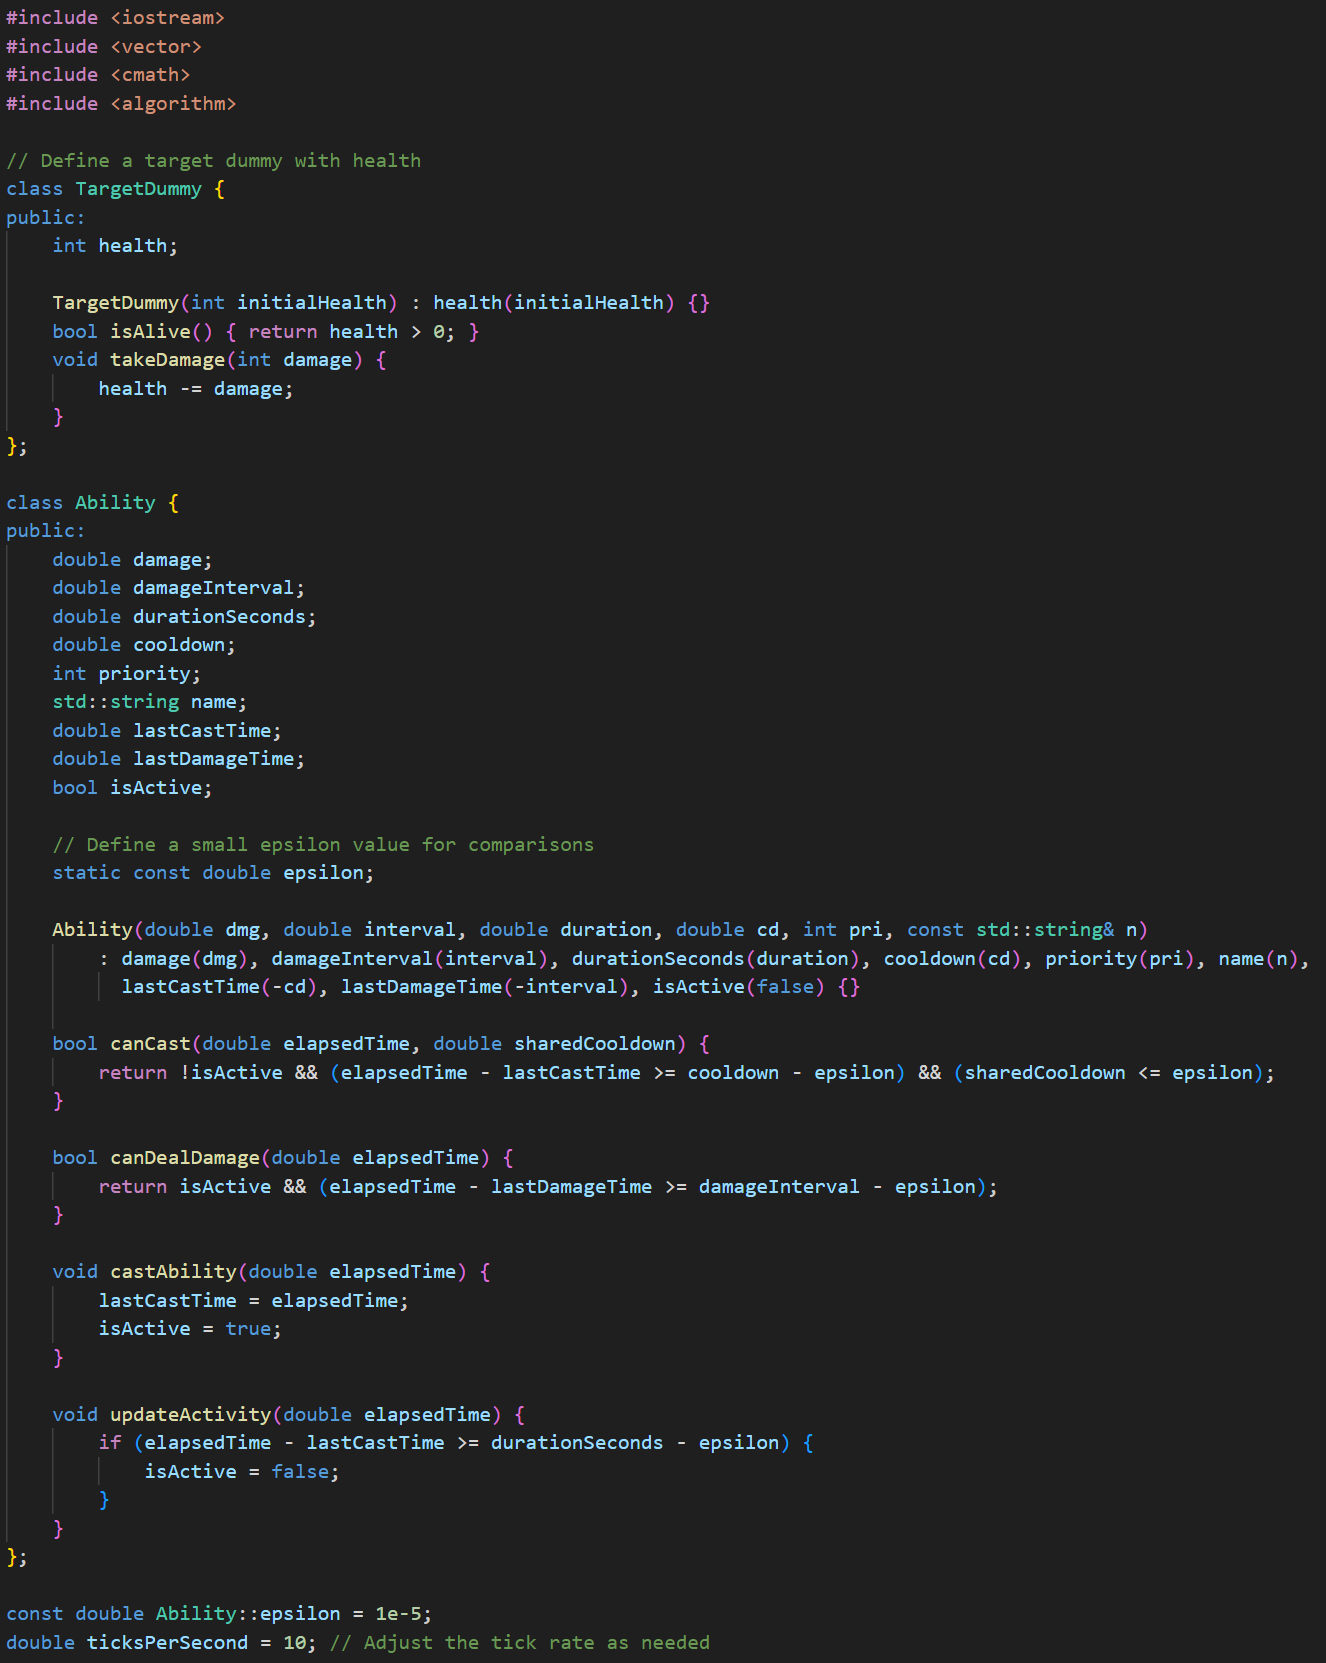 #include <iostream>
#include <vector>
#include <cmath>
#include <algorithm>

// Define a target dummy with health
class TargetDummy {
public:
    int health;

    TargetDummy(int initialHealth) : health(initialHealth) {}
    bool isAlive() { return health > 0; }
    void takeDamage(int damage) {
        health -= damage;
    }
};

class Ability {
public:
    double damage;
    double damageInterval;
    double durationSeconds;
    double cooldown;
    int priority;
    std::string name;
    double lastCastTime;
    double lastDamageTime;
    bool isActive;

    // Define a small epsilon value for comparisons
    static const double epsilon;

    Ability(double dmg, double interval, double duration, double cd, int pri, const std::string& n)
        : damage(dmg), damageInterval(interval), durationSeconds(duration), cooldown(cd), priority(pri), name(n),
          lastCastTime(-cd), lastDamageTime(-interval), isActive(false) {}

    bool canCast(double elapsedTime, double sharedCooldown) {
        return !isActive && (elapsedTime - lastCastTime >= cooldown - epsilon) && (sharedCooldown <= epsilon);
    }

    bool canDealDamage(double elapsedTime) {
        return isActive && (elapsedTime - lastDamageTime >= damageInterval - epsilon);
    }

    void castAbility(double elapsedTime) {
        lastCastTime = elapsedTime;
        isActive = true;
    }

    void updateActivity(double elapsedTime) {
        if (elapsedTime - lastCastTime >= durationSeconds - epsilon) {
            isActive = false;
        }
    }
};

const double Ability::epsilon = 1e-5;
double ticksPerSecond = 10; // Adjust the tick rate as needed